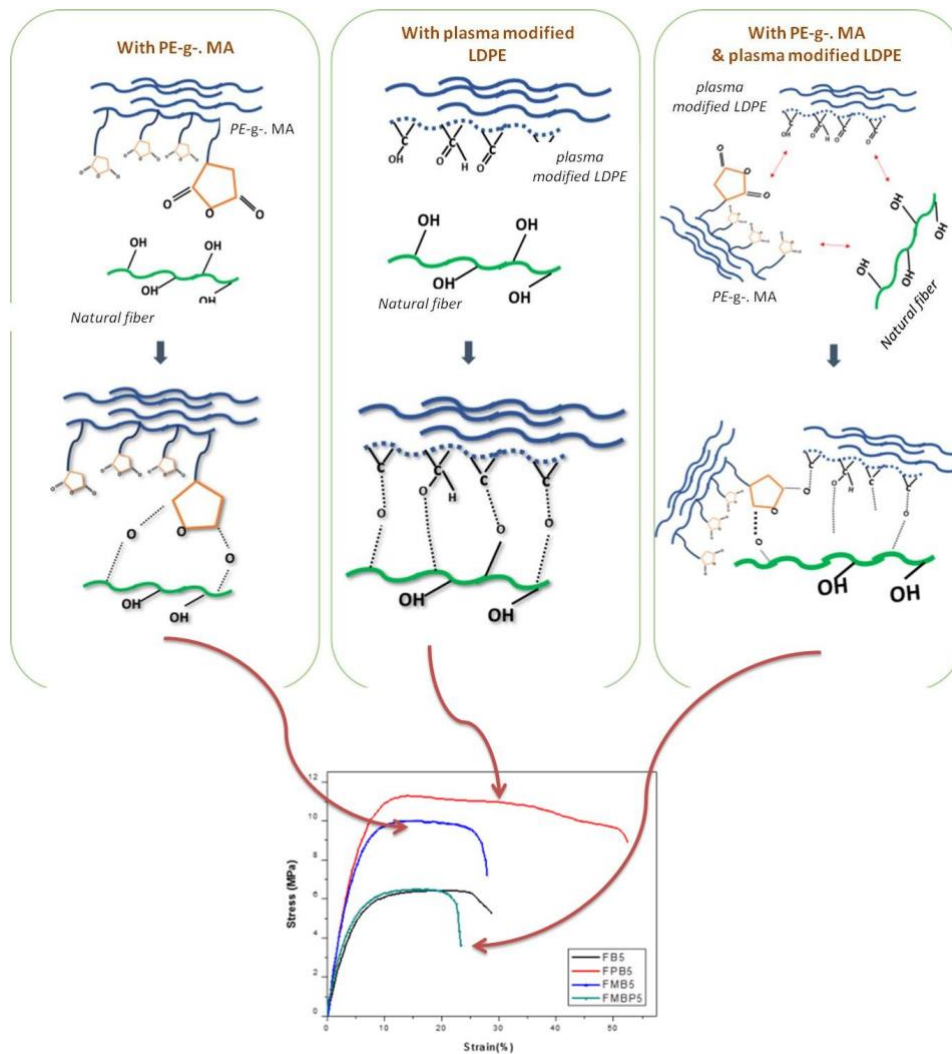 With PE-g-. MA
PE-g-. MA
O
O
O
OH
OH
OH
OH
Natural fiber
O
O
O
OH
OH
With plasma modified
LDPE
C
C
C
C
OH
O
H
O
O
plasma
modified LDPE
OH
OH
OH
OH
Natural fiber
C
C
C
C
O
O
H
O
O
OH
OH
With PE-g-. MA
& plasma modified LDPE
plasma
modified LDPE
C
C
C
C
OH
O
H
O
O
O
O
O
PE-g-. MA
OH
OH
OH
OH
Natural fiber
C
C
C
C
O
O
H
O
O
O
OH
OH
Stress (MPa)
12
10
8
6
4
2
0
0
10
20
30
40
50
Strain(%)
FB5
FPB5
FMB5
FMBP5